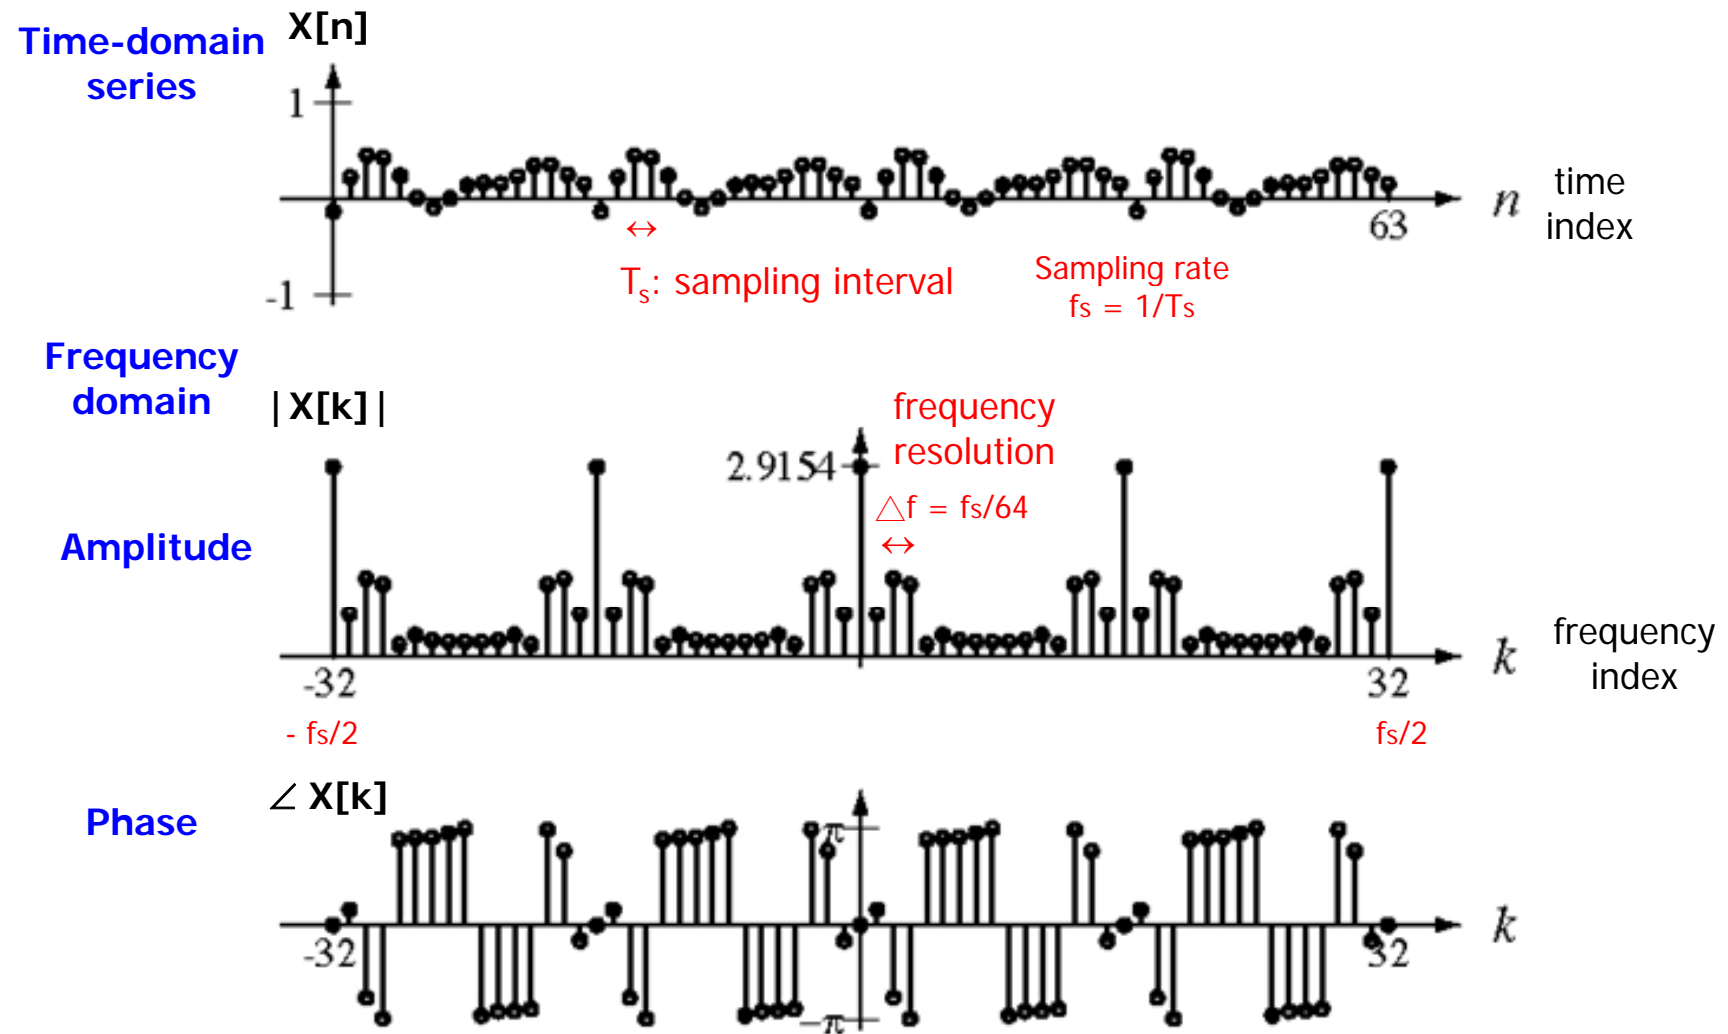 Time-domain
series
X[n]
1
-1
n
63
time
index
↔
Tₛ: sampling interval
Sampling rate
fs = 1/Ts
Frequency
domain
|X[k]|
frequency
resolution
2.9154
△f = fs/64
↔
Amplitude
-32
32
k
frequency
index
- fs/2
fs/2
∠ X[k]
Phase
π
-32
32
k
-π